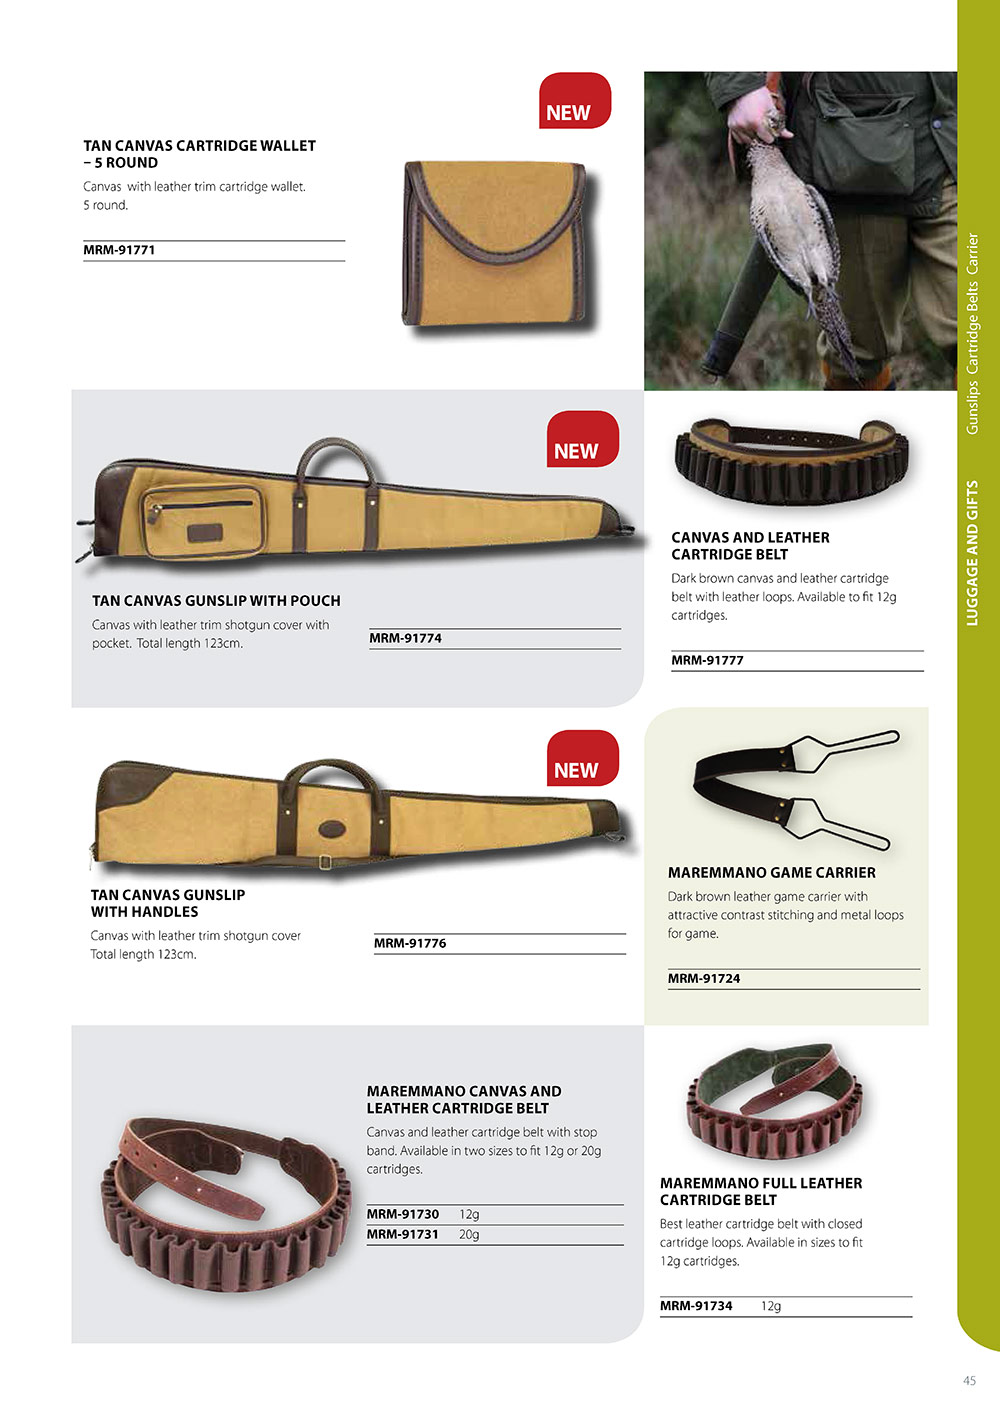 NEW
TAN CANVAS CARTRIDGE WALLET
– 5 ROUND
Canvas with leather trim cartridge wallet.
5 round.
MRM-91771
NEW
TAN CANVAS GUNSLIP WITH POUCH
Canvas with leather trim shotgun cover with
pocket. Total length 123cm.
MRM-91774
CANVAS AND LEATHER
CARTRIDGE BELT
Dark brown canvas and leather cartridge
belt with leather loops. Available to fit 12g
cartridges.
MRM-91777
NEW
TAN CANVAS GUNSLIP
WITH HANDLES
Canvas with leather trim shotgun cover
Total length 123cm.
MRM-91776
MAREMMANO GAME CARRIER
Dark brown leather game carrier with
attractive contrast stitching and metal loops
for game.
MRM-91724
MAREMMANO CANVAS AND
LEATHER CARTRIDGE BELT
Canvas and leather cartridge belt with stop
band. Available in two sizes to fit 12g or 20g
cartridges.
MRM-91730 12g
MRM-91731 20g
MAREMMANO FULL LEATHER
CARTRIDGE BELT
Best leather cartridge belt with closed
cartridge loops. Available in sizes to fit
12g cartridges.
MRM-91734 12g
LUGGAGE AND GIFTS Gunslips Cartridge Belts Carrier
45